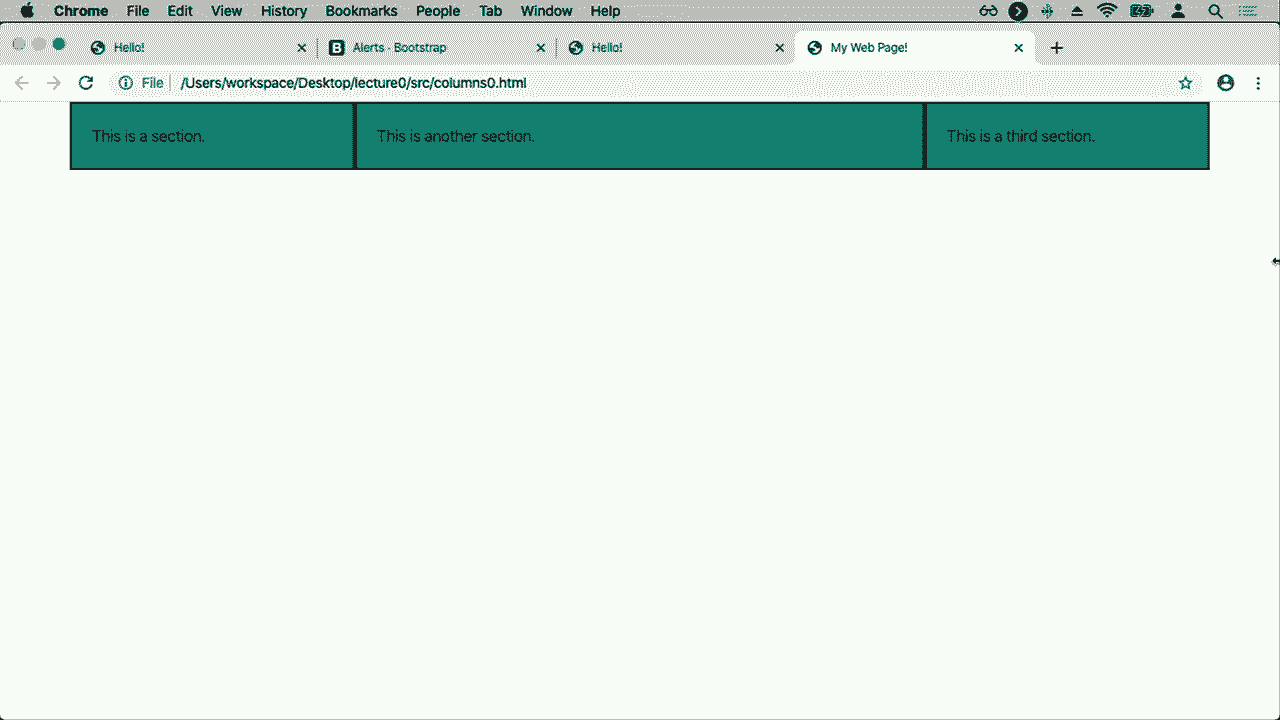 Chrome File Edit View History Bookmarks People Tab Window Help
Hello! B Alerts · Bootstrap Hello! My Web Page!
File /Users/workspace/Desktop/lecture0/src/columns0.html
This is a section. This is another section. This is a third section.